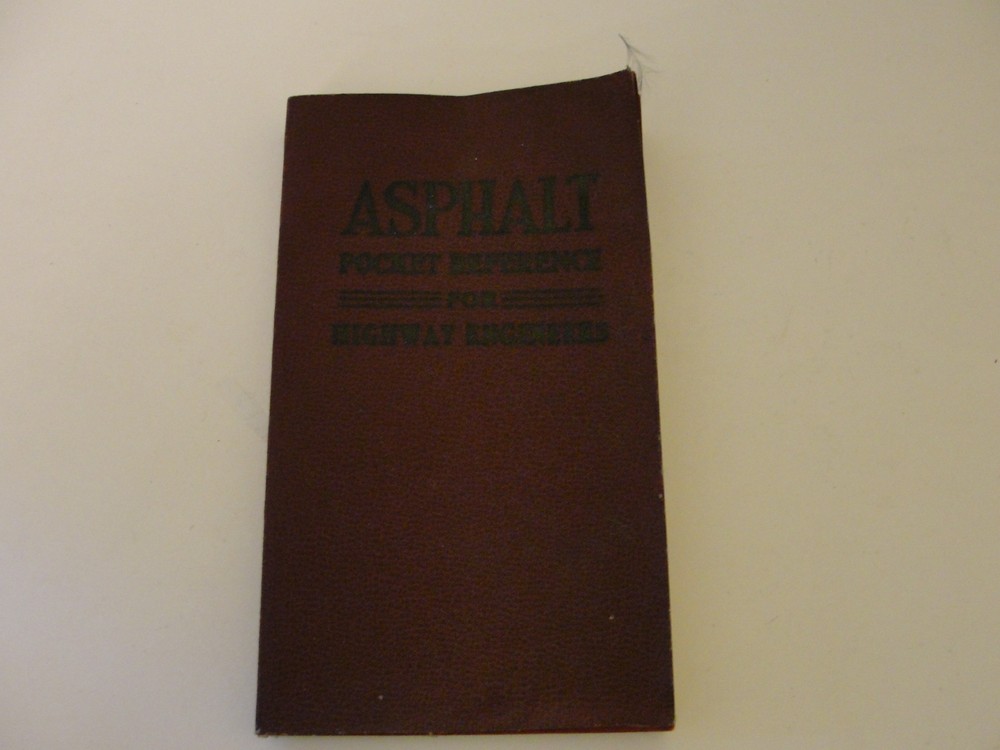 ASPHALT
POCKET REFERENCE
FOR
HIGHWAY ENGINEERS